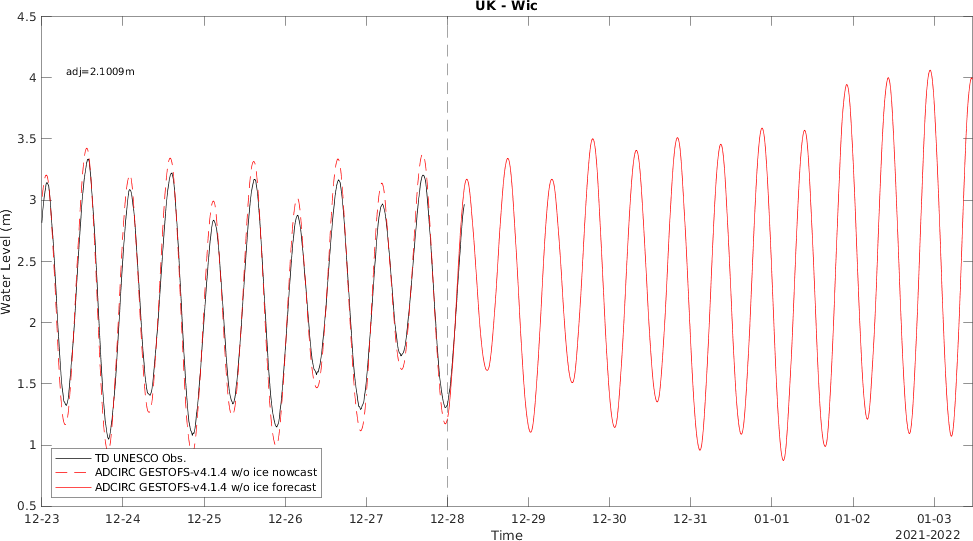 UK - Wic
4.5
4
3.5
3
2.5
2
1.5
1
0.5
Water Level (m)
adj=2.1009m
TD UNESCO Obs.
ADCIRC GESTOFS-v4.1.4 w/o ice nowcast
ADCIRC GESTOFS-v4.1.4 w/o ice forecast
12-23 12-24 12-25 12-26 12-27 12-28 12-29 12-30 12-31 01-01 01-02 01-03
Time
2021-2022